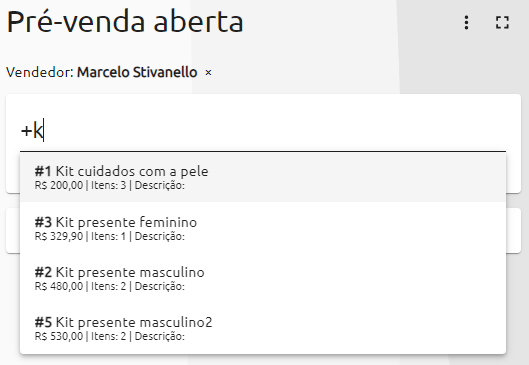 Pré-venda aberta
Vendedor: Marcelo Stivanello ×
+k
#1 Kit cuidados com a pele
R$ 200,00 | Itens: 3 | Descrição:
#3 Kit presente feminino
R$ 329,90 | Itens: 1 | Descrição:
#2 Kit presente masculino
R$ 480,00 | Itens: 2 | Descrição:
#5 Kit presente masculino2
R$ 530,00 | Itens: 2 | Descrição: